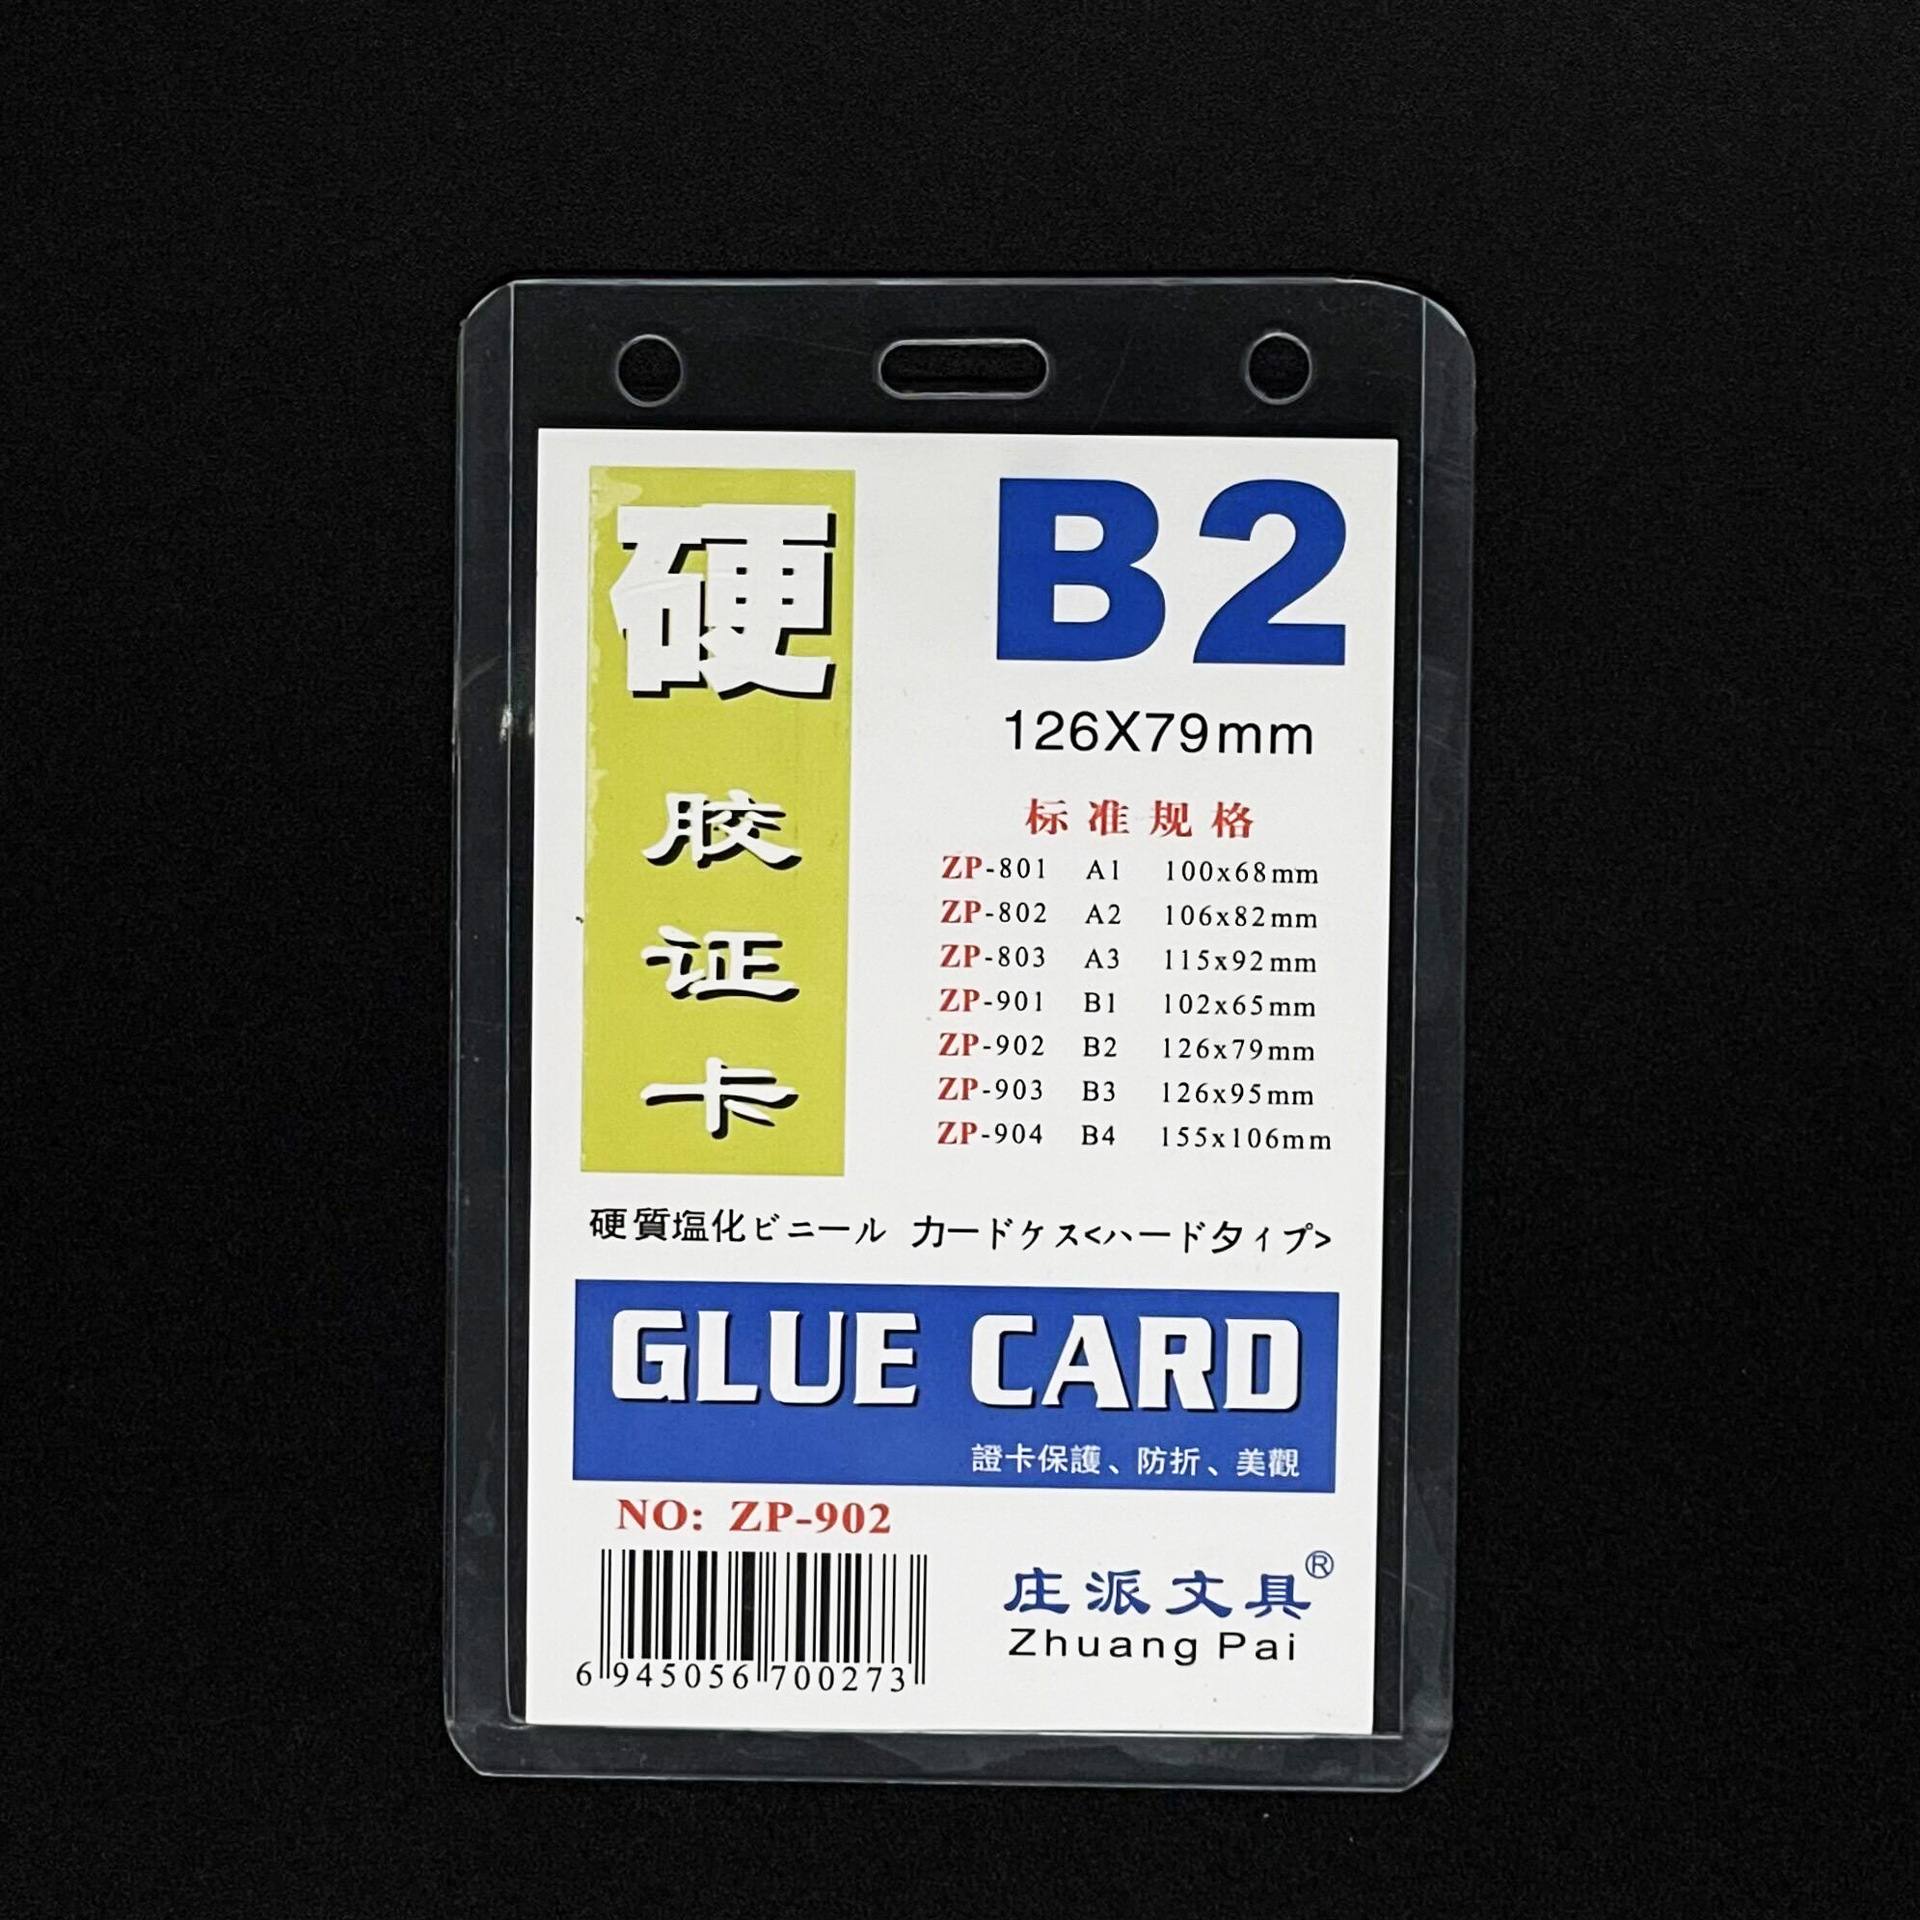 硬
胶
证
卡
B2
126X79mm
标准规格
ZP-801 A1 100x68mm
ZP-802 A2 106x82mm
ZP-803 A3 115x92mm
ZP-901 B1 102x65mm
ZP-902 B2 126x79mm
ZP-903 B3 126x95mm
ZP-904 B4 155x106mm
硬質塩化ビニール カードケス<ハードタイプ>
GLUE CARD
證卡保護、防折、美觀
NO: ZP-902
6 945056 700273
庄派文具®
Zhuang Pai